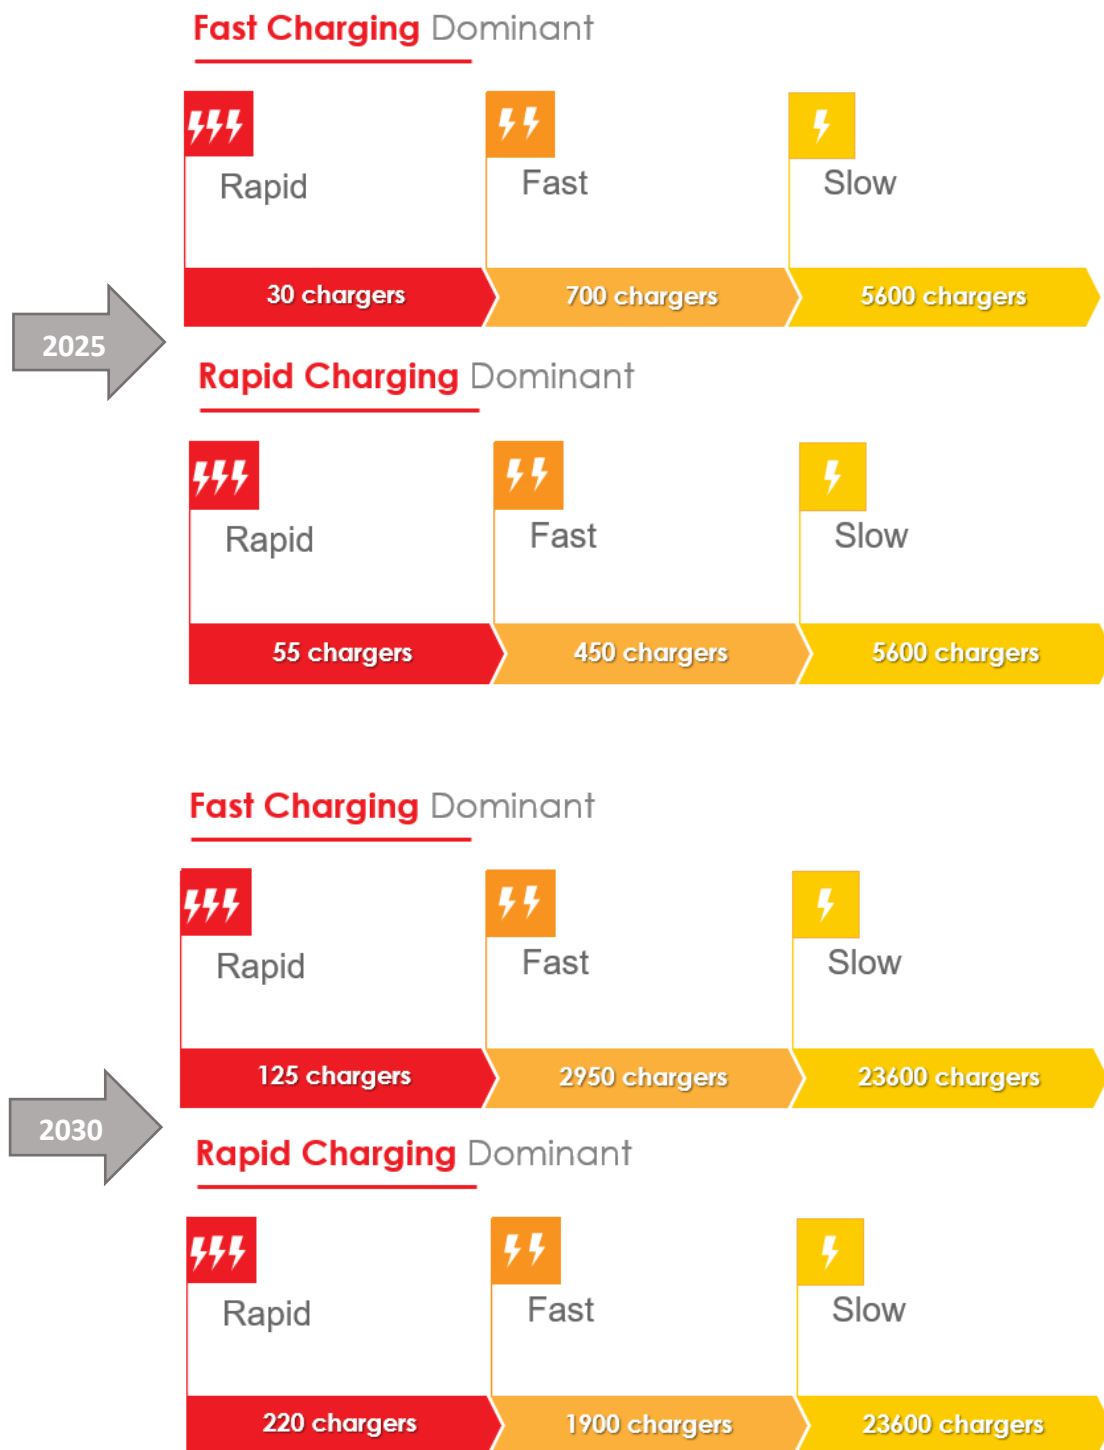 Fast Charging Dominant
Rapid
Fast
Slow
30 chargers
700 chargers
5600 chargers
2025
Rapid Charging Dominant
Rapid
Fast
Slow
55 chargers
450 chargers
5600 chargers
Fast Charging Dominant
Rapid
Fast
Slow
125 chargers
2950 chargers
23600 chargers
2030
Rapid Charging Dominant
Rapid
Fast
Slow
220 chargers
1900 chargers
23600 chargers